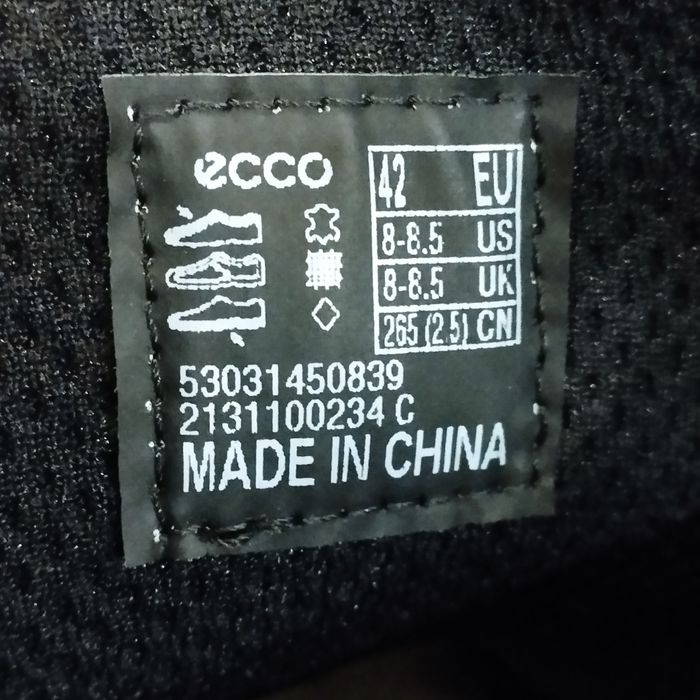 ecco
42 EU
8-8.5 US
8-8.5 UK
265 (2.5) CN
53031450839
2131100234 C
MADE IN CHINA